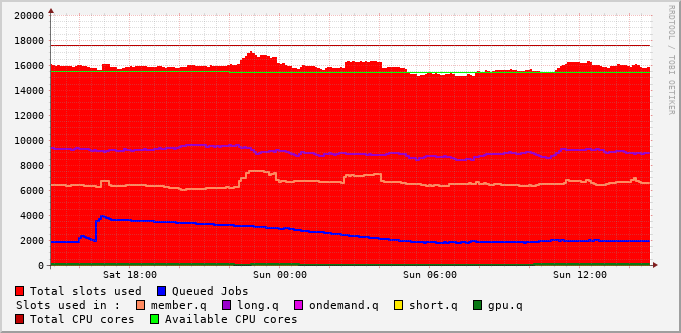 20000
18000
16000
14000
12000
10000
8000
6000
4000
2000
0
Sat 18:00 Sun 00:00 Sun 06:00 Sun 12:00
RRDTOOL / TOBI OETIKER
Total slots used Queued Jobs
Slots used in : member.q long.q ondemand.q short.q gpu.q
Total CPU cores Available CPU cores